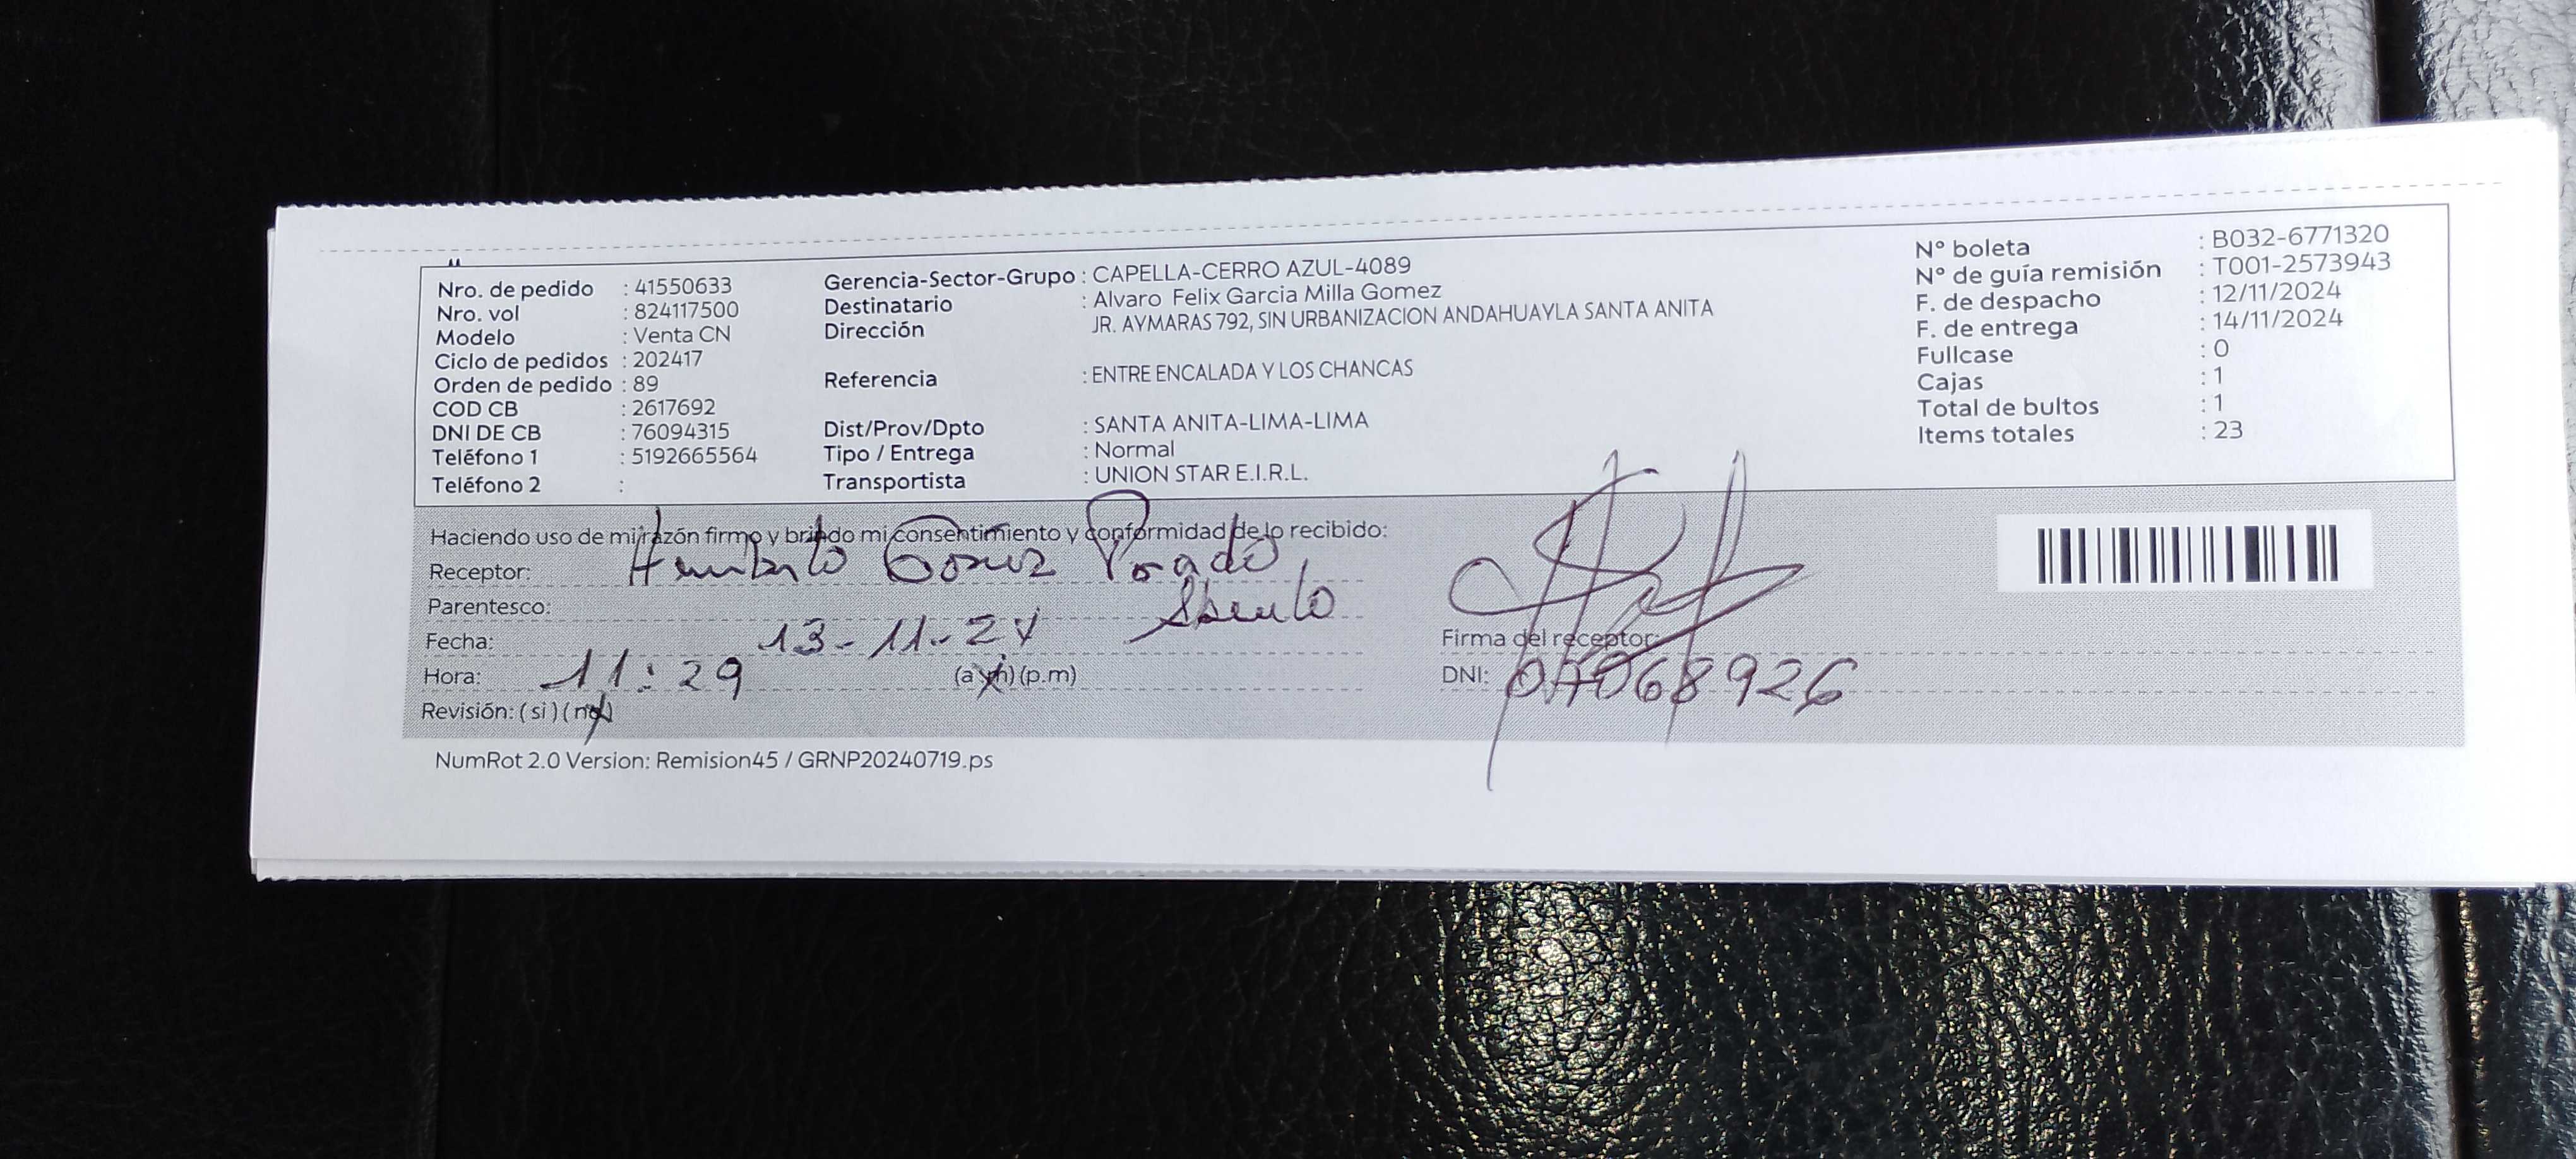 Nro. de pedido : 41550633
Nro. vol : 824117500
Modelo : Venta CN
Ciclo de pedidos : 202417
Orden de pedido : 89
COD CB : 2617692
DNI DE CB : 76094315
Teléfono 1 : 5192665564
Teléfono 2 :
Gerencia-Sector-Grupo : CAPELLA-CERRO AZUL-4089
Destinatario : Alvaro Felix Garcia Milla Gomez
Dirección JR. AYMARAS 792, SIN URBANIZACION ANDAHUAYLA SANTA ANITA
Referencia : ENTRE ENCALADA Y LOS CHANCAS
Dist/Prov/Dpto : SANTA ANITA-LIMA-LIMA
Tipo / Entrega : Normal
Transportista : UNION STAR E.I.R.L.
N° boleta : B032-6771320
N° de guía remisión : T001-2573943
F. de despacho : 12/11/2024
F. de entrega : 14/11/2024
Fullcase : 0
Cajas : 1
Total de bultos : 1
Items totales : 23
Haciendo uso de mi razón firmo y brindo mi consentimiento y conformidad de lo recibido:
Receptor: Humberto Gomez
Parentesco: Abuelo
Fecha: 13-11-24
Hora: 11:29 (a.m) (p.m)
Revisión: (si) (no)
Firma del receptor:
DNI: 07068926
NumRot 2.0 Version: Remision45 / GRNP20240719.ps